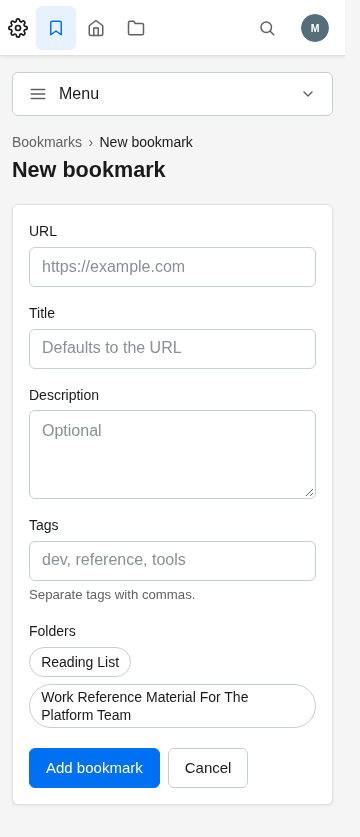 M
Menu
Bookmarks › New bookmark
New bookmark
URL
https://example.com
Title
Defaults to the URL
Description
Optional
Tags
dev, reference, tools
Separate tags with commas.
Folders
Reading List
Work Reference Material For The
Platform Team
Add bookmark Cancel